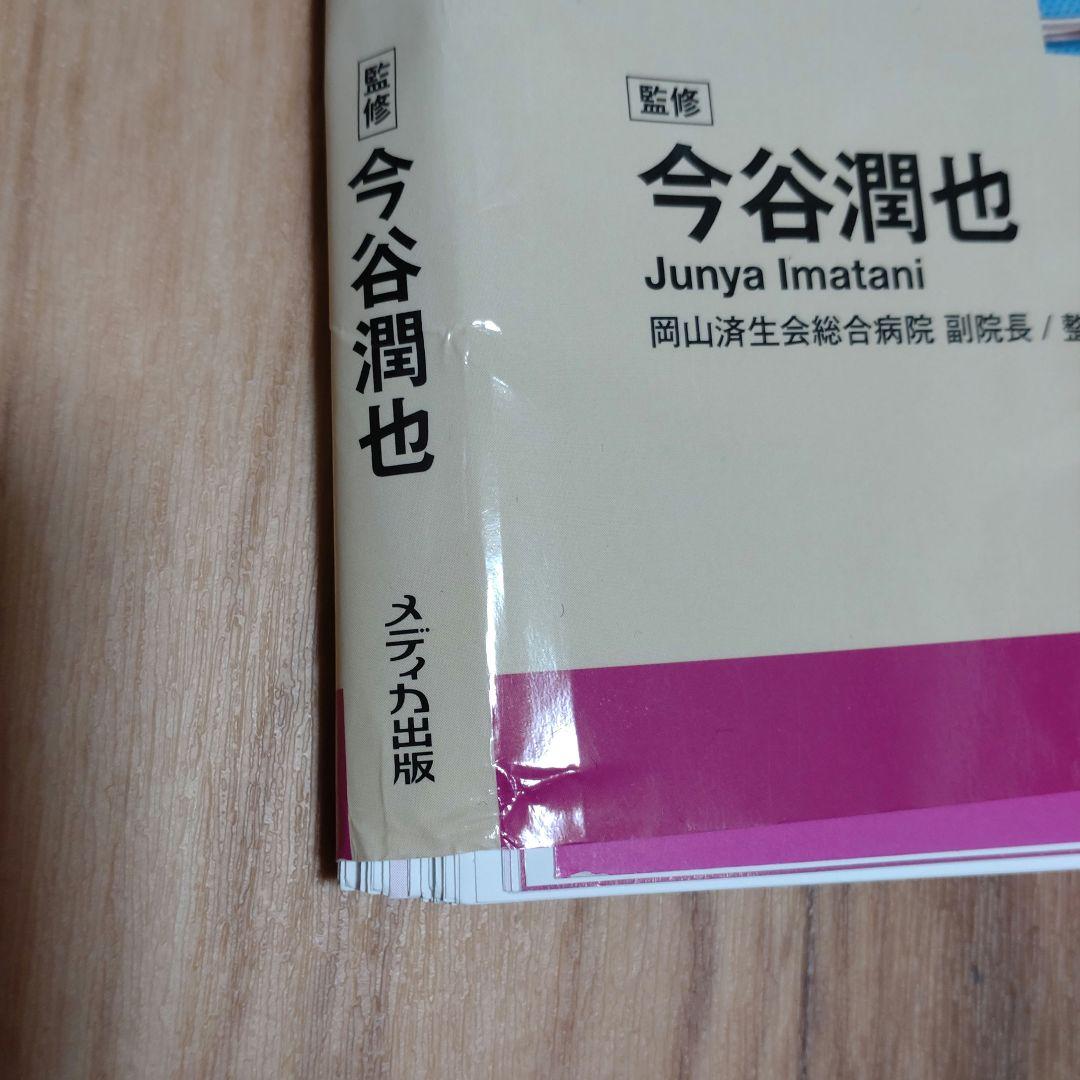 監修
今谷潤也
メディカ出版
監修
今谷潤也
Junya Imatani
岡山済生会総合病院 副院長 / 整